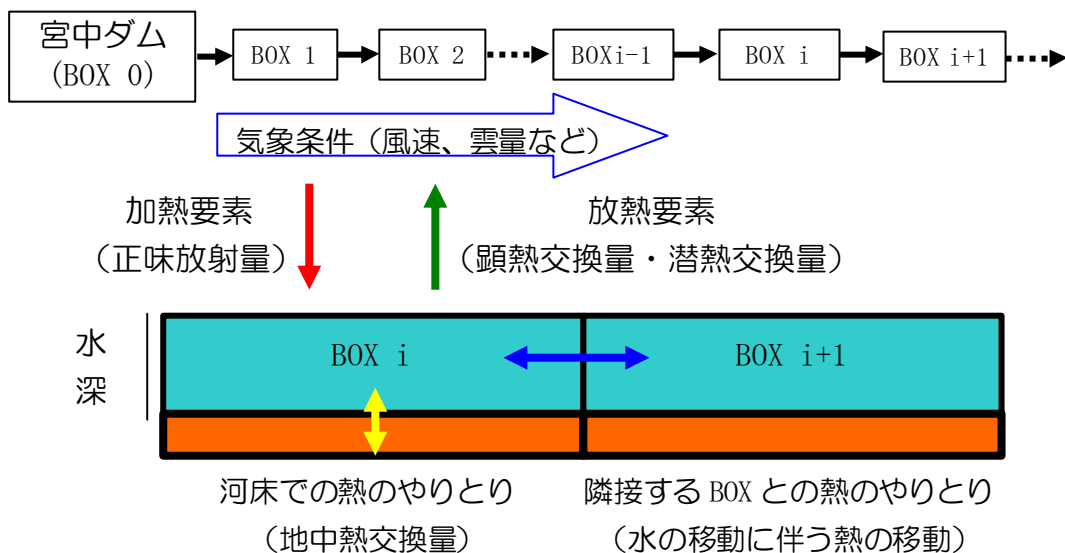 宮中ダム
(BOX 0)
BOX 1
BOX 2
BOXi-1
BOX i
BOX i+1
気象条件（風速、雲量など）
加熱要素
（正味放射量）
放熱要素
（顕熱交換量・潜熱交換量）
水
深
BOX i
BOX i+1
河床での熱のやりとり
（地中熱交換量）
隣接する BOX との熱のやりとり
（水の移動に伴う熱の移動）